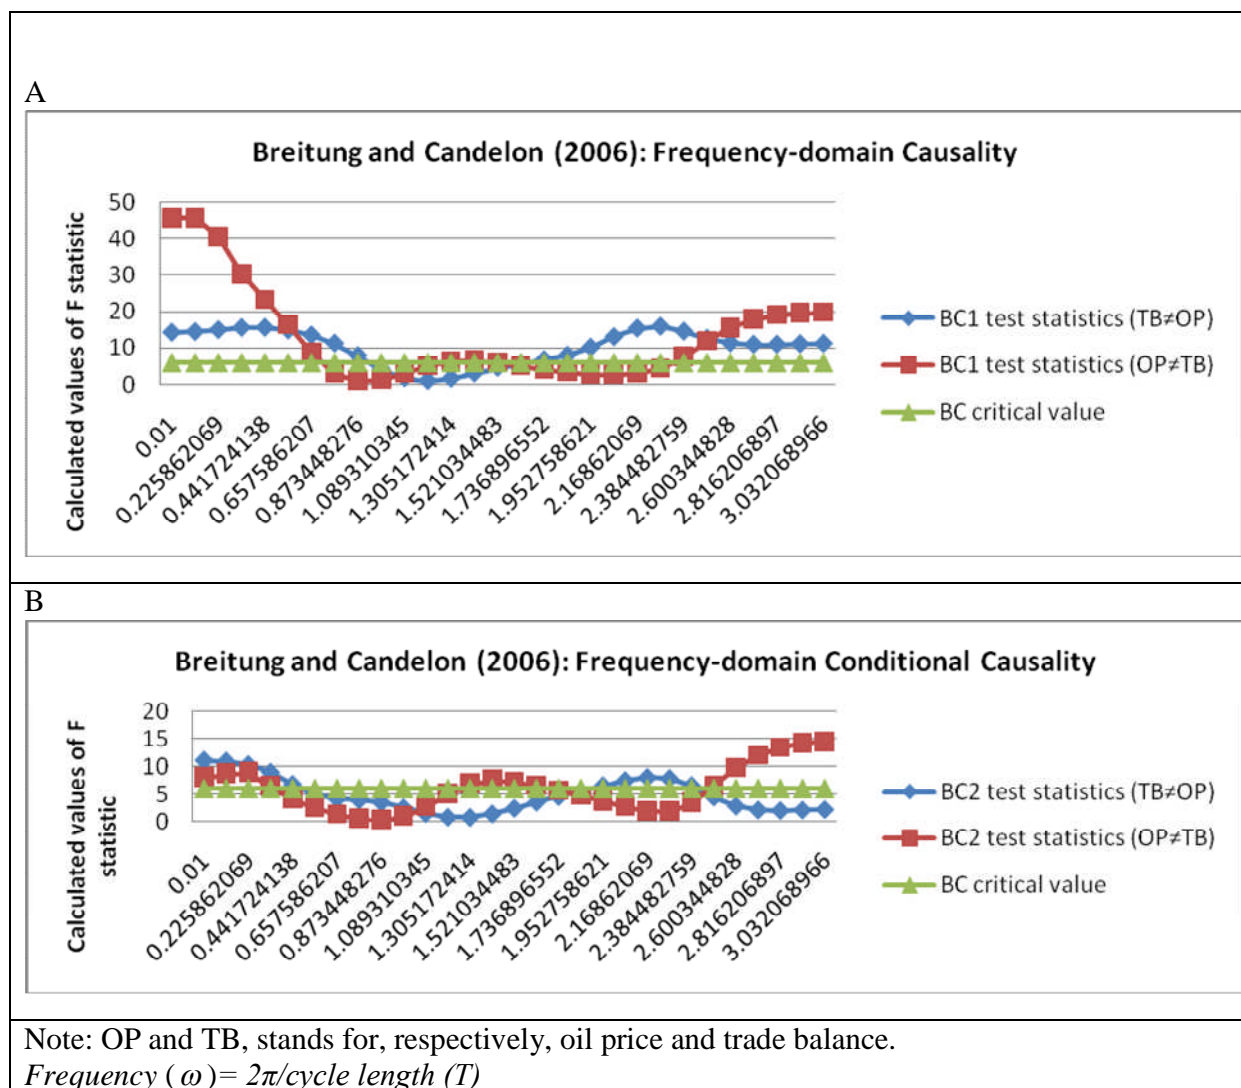 A
Breitung and Candelon (2006): Frequency-domain Causality
Calculated values of F statistic
50
40
30
20
10
0
0.01
0.225862069
0.441724138
0.657586207
0.873448276
1.089310345
1.305172414
1.521034483
1.736896552
1.952758621
2.16862069
2.384482759
2.600344828
2.816206897
3.032068966
BC1 test statistics (TB≠OP)
BC1 test statistics (OP≠TB)
BC critical value
B
Breitung and Candelon (2006): Frequency-domain Conditional Causality
Calculated values of F
statistic
20
15
10
5
0
0.01
0.225862069
0.441724138
0.657586207
0.873448276
1.089310345
1.305172414
1.521034483
1.736896552
1.952758621
2.16862069
2.384482759
2.600344828
2.816206897
3.032068966
BC2 test statistics (TB≠OP)
BC2 test statistics (OP≠TB)
BC critical value
Note: OP and TB, stands for, respectively, oil price and trade balance.
Frequency (ω)= 2π/cycle length (T)